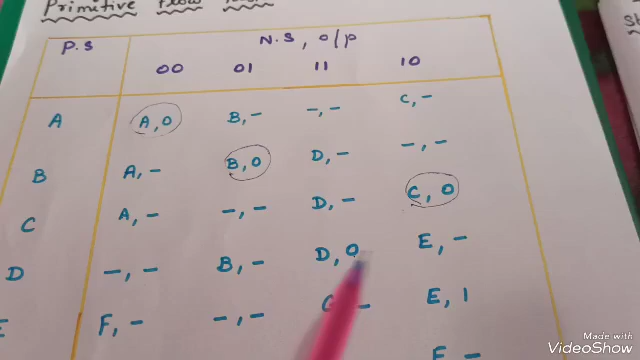 Primitive Flow
P.S N.S, o/p
00 01 11 10
A A,0 B,- -,- C,-
B A,- B,0 D,- -,-
C A,- -,- D,- C,0
D -,- B,- D,0 E,-
E F,- -,- -  E,1
-
Made with
VideoShow